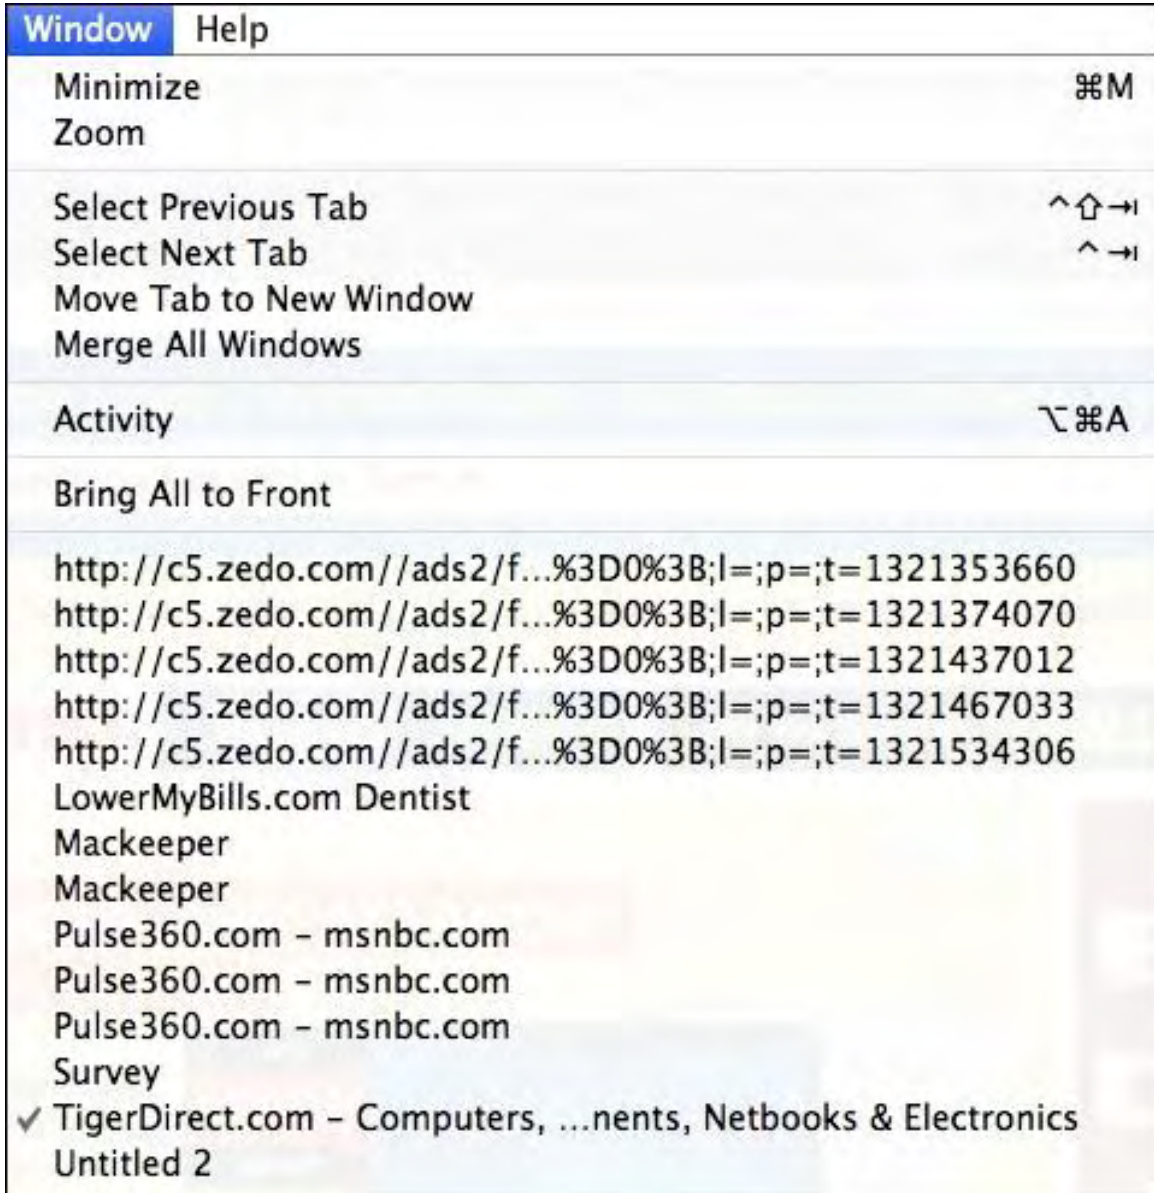 Window Help
Minimize ⌘M
Zoom
Select Previous Tab ^⇧⇥
Select Next Tab ^⇥
Move Tab to New Window
Merge All Windows
Activity ⌥⌘A
Bring All to Front
http://c5.zedo.com//ads2/f...%3D0%3B;l=;p=;t=1321353660
http://c5.zedo.com//ads2/f...%3D0%3B;l=;p=;t=1321374070
http://c5.zedo.com//ads2/f...%3D0%3B;l=;p=;t=1321437012
http://c5.zedo.com//ads2/f...%3D0%3B;l=;p=;t=1321467033
http://c5.zedo.com//ads2/f...%3D0%3B;l=;p=;t=1321534306
LowerMyBills.com Dentist
Mackeeper
Mackeeper
Pulse360.com – msnbc.com
Pulse360.com – msnbc.com
Pulse360.com – msnbc.com
Survey
✓ TigerDirect.com – Computers, ...nents, Netbooks & Electronics
Untitled 2